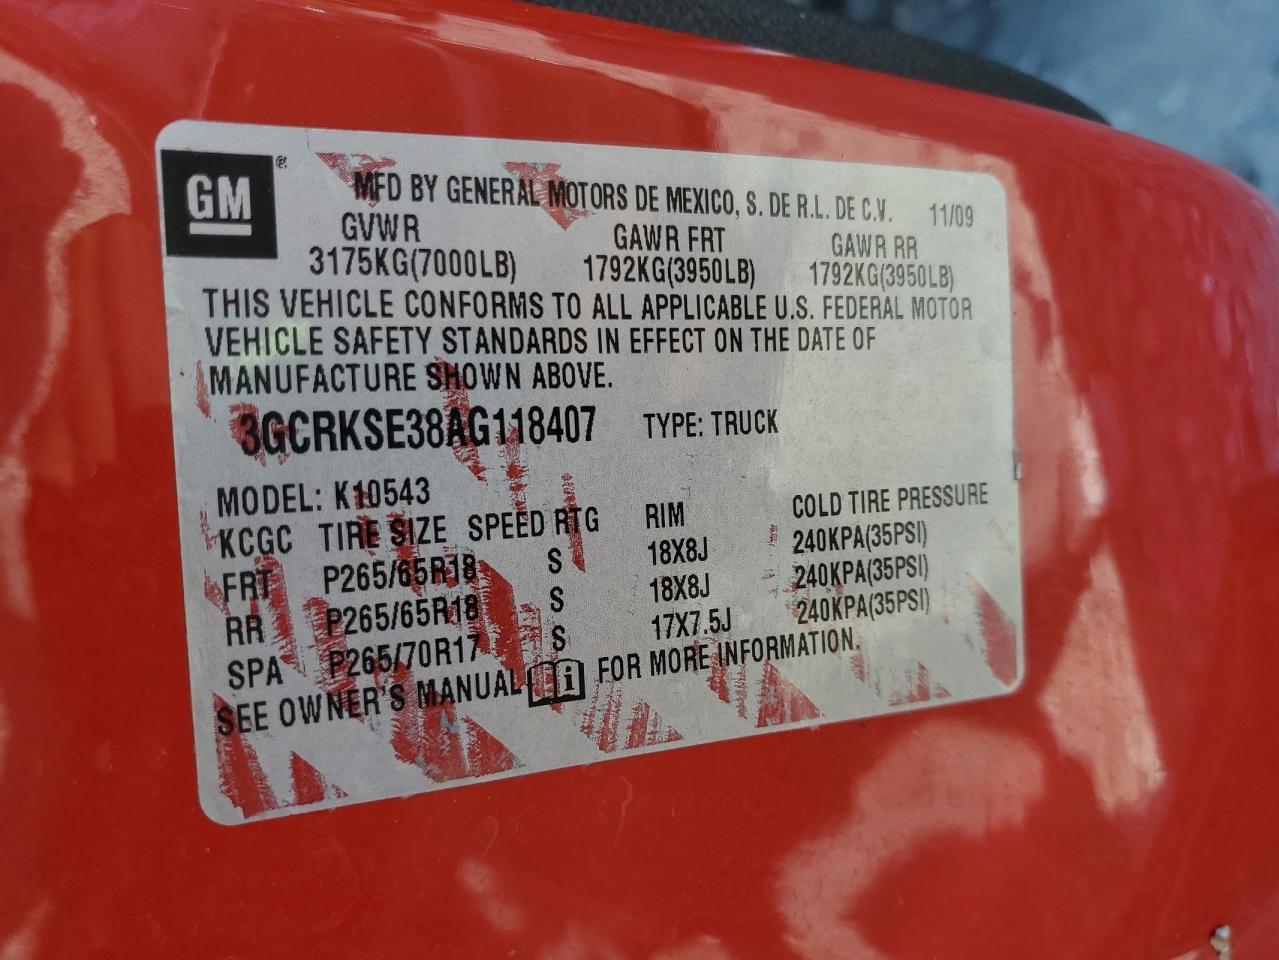 GM ®
MFD BY GENERAL MOTORS DE MEXICO, S. DE R.L. DE C.V. 11/09
GVWR GAWR FRT GAWR RR
3175KG(7000LB) 1792KG(3950LB) 1792KG(3950LB)
THIS VEHICLE CONFORMS TO ALL APPLICABLE U.S. FEDERAL MOTOR
VEHICLE SAFETY STANDARDS IN EFFECT ON THE DATE OF
MANUFACTURE SHOWN ABOVE.
3GCRKSE38AG118407 TYPE: TRUCK
MODEL: K10543
KCGC TIRE SIZE SPEED RTG RIM COLD TIRE PRESSURE
FRT P265/65R18 S 18X8J 240KPA(35PSI)
RR P265/65R18 S 18X8J 240KPA(35PSI)
SPA P265/70R17 S 17X7.5J 240KPA(35PSI)
SEE OWNER'S MANUAL i FOR MORE INFORMATION.